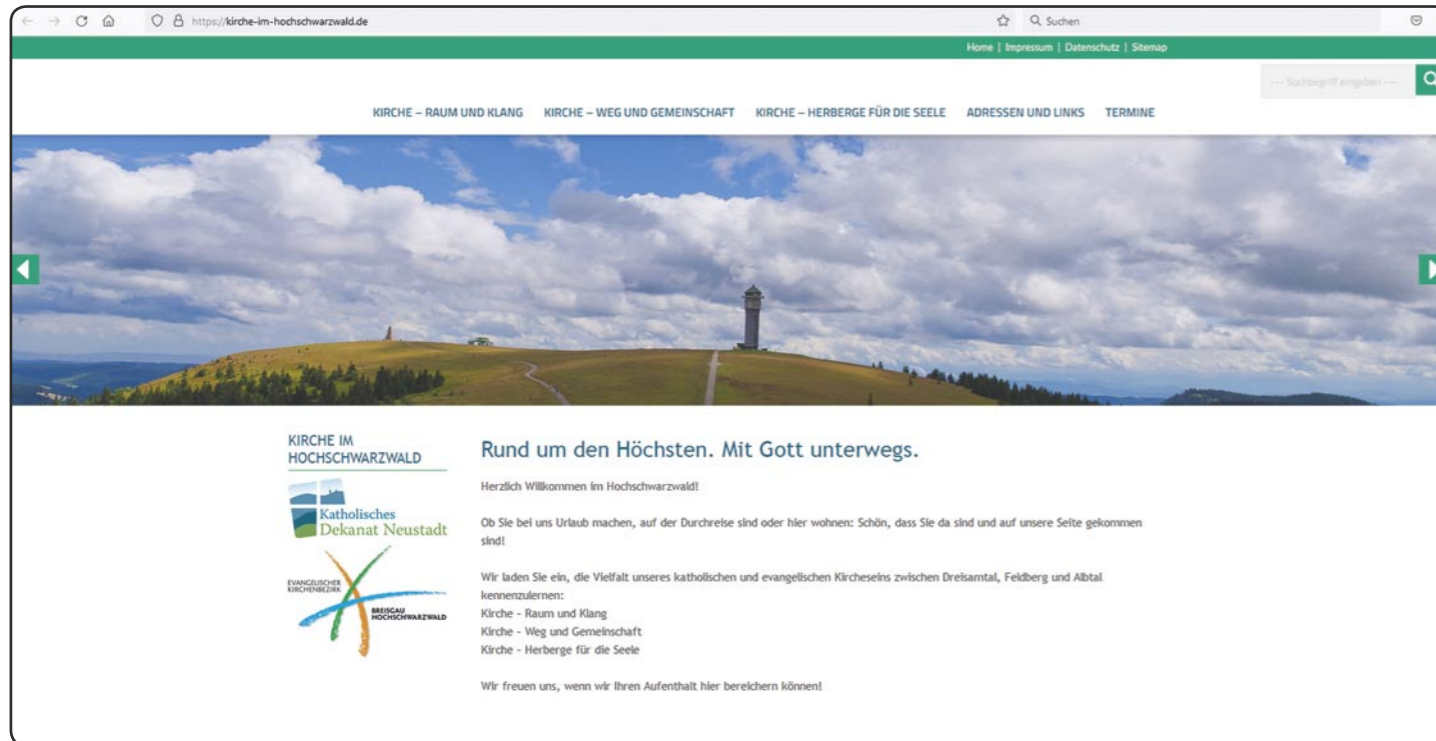 https://kirche-im-hochschwarzwald.de
Suchen
Home | Impressum | Datenschutz | Sitemap
--- Suchbegriff eingeben ---
KIRCHE – RAUM UND KLANG KIRCHE – WEG UND GEMEINSCHAFT KIRCHE – HERBERGE FÜR DIE SEELE ADRESSEN UND LINKS TERMINE
KIRCHE IM
HOCHSCHWARZWALD
Katholisches
Dekanat Neustadt
EVANGELISCHER
KIRCHENBEZIRK
BREISGAU
HOCHSCHWARZWALD
Rund um den Höchsten. Mit Gott unterwegs.
Herzlich Willkommen im Hochschwarzwald!
Ob Sie bei uns Urlaub machen, auf der Durchreise sind oder hier wohnen: Schön, dass Sie da sind und auf unsere Seite gekommen
sind!
Wir laden Sie ein, die Vielfalt unseres katholischen und evangelischen Kircheseins zwischen Dreisamtal, Feldberg und Albtal
kennenzulernen:
Kirche - Raum und Klang
Kirche - Weg und Gemeinschaft
Kirche - Herberge für die Seele
Wir freuen uns, wenn wir Ihren Aufenthalt hier bereichern können!